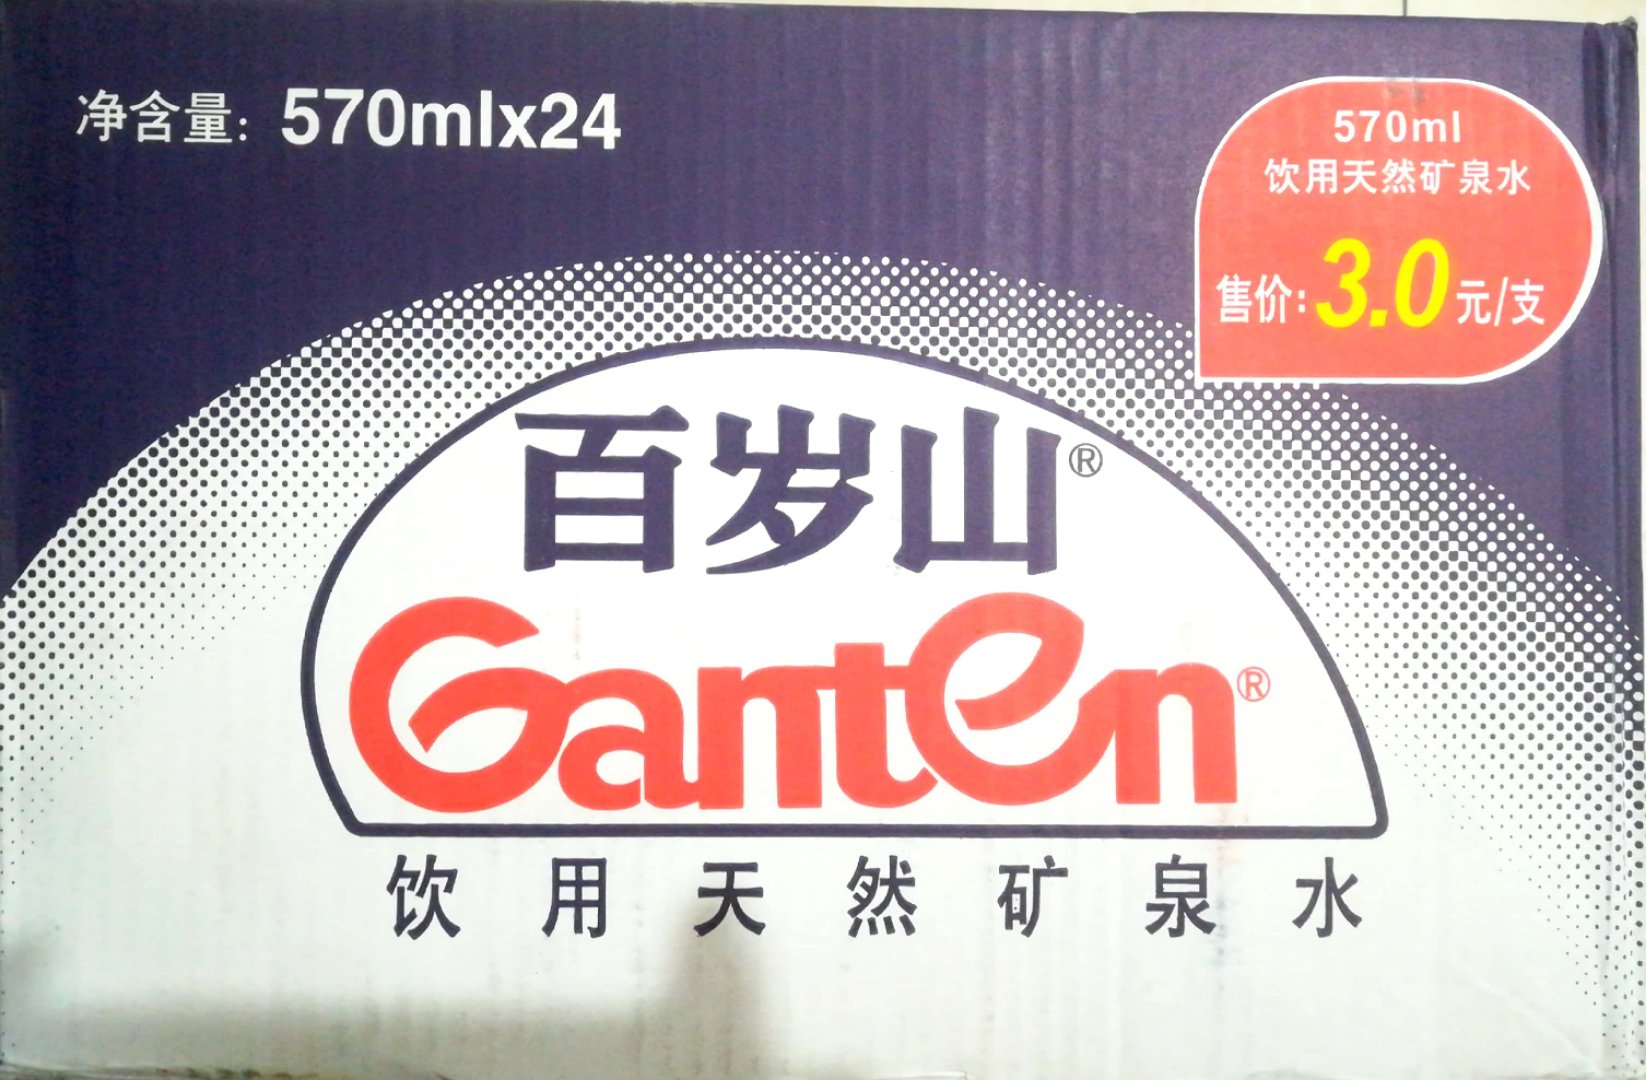 净含量：570mlx24
570ml
饮用天然矿泉水
售价：3.0元/支
百岁山®
Ganten®
饮用天然矿泉水